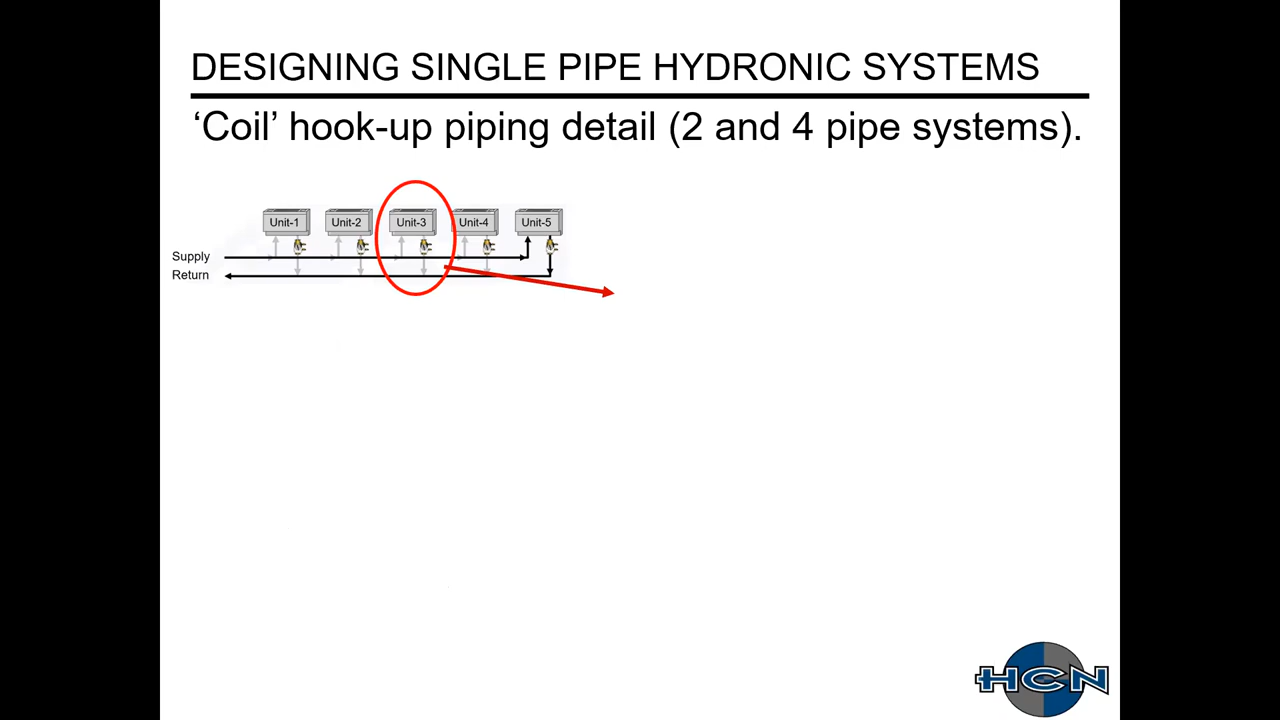 DESIGNING SINGLE PIPE HYDRONIC SYSTEMS
‘Coil’ hook-up piping detail (2 and 4 pipe systems).
Unit-1 Unit-2 Unit-3 Unit-4 Unit-5
Supply
Return
HCN